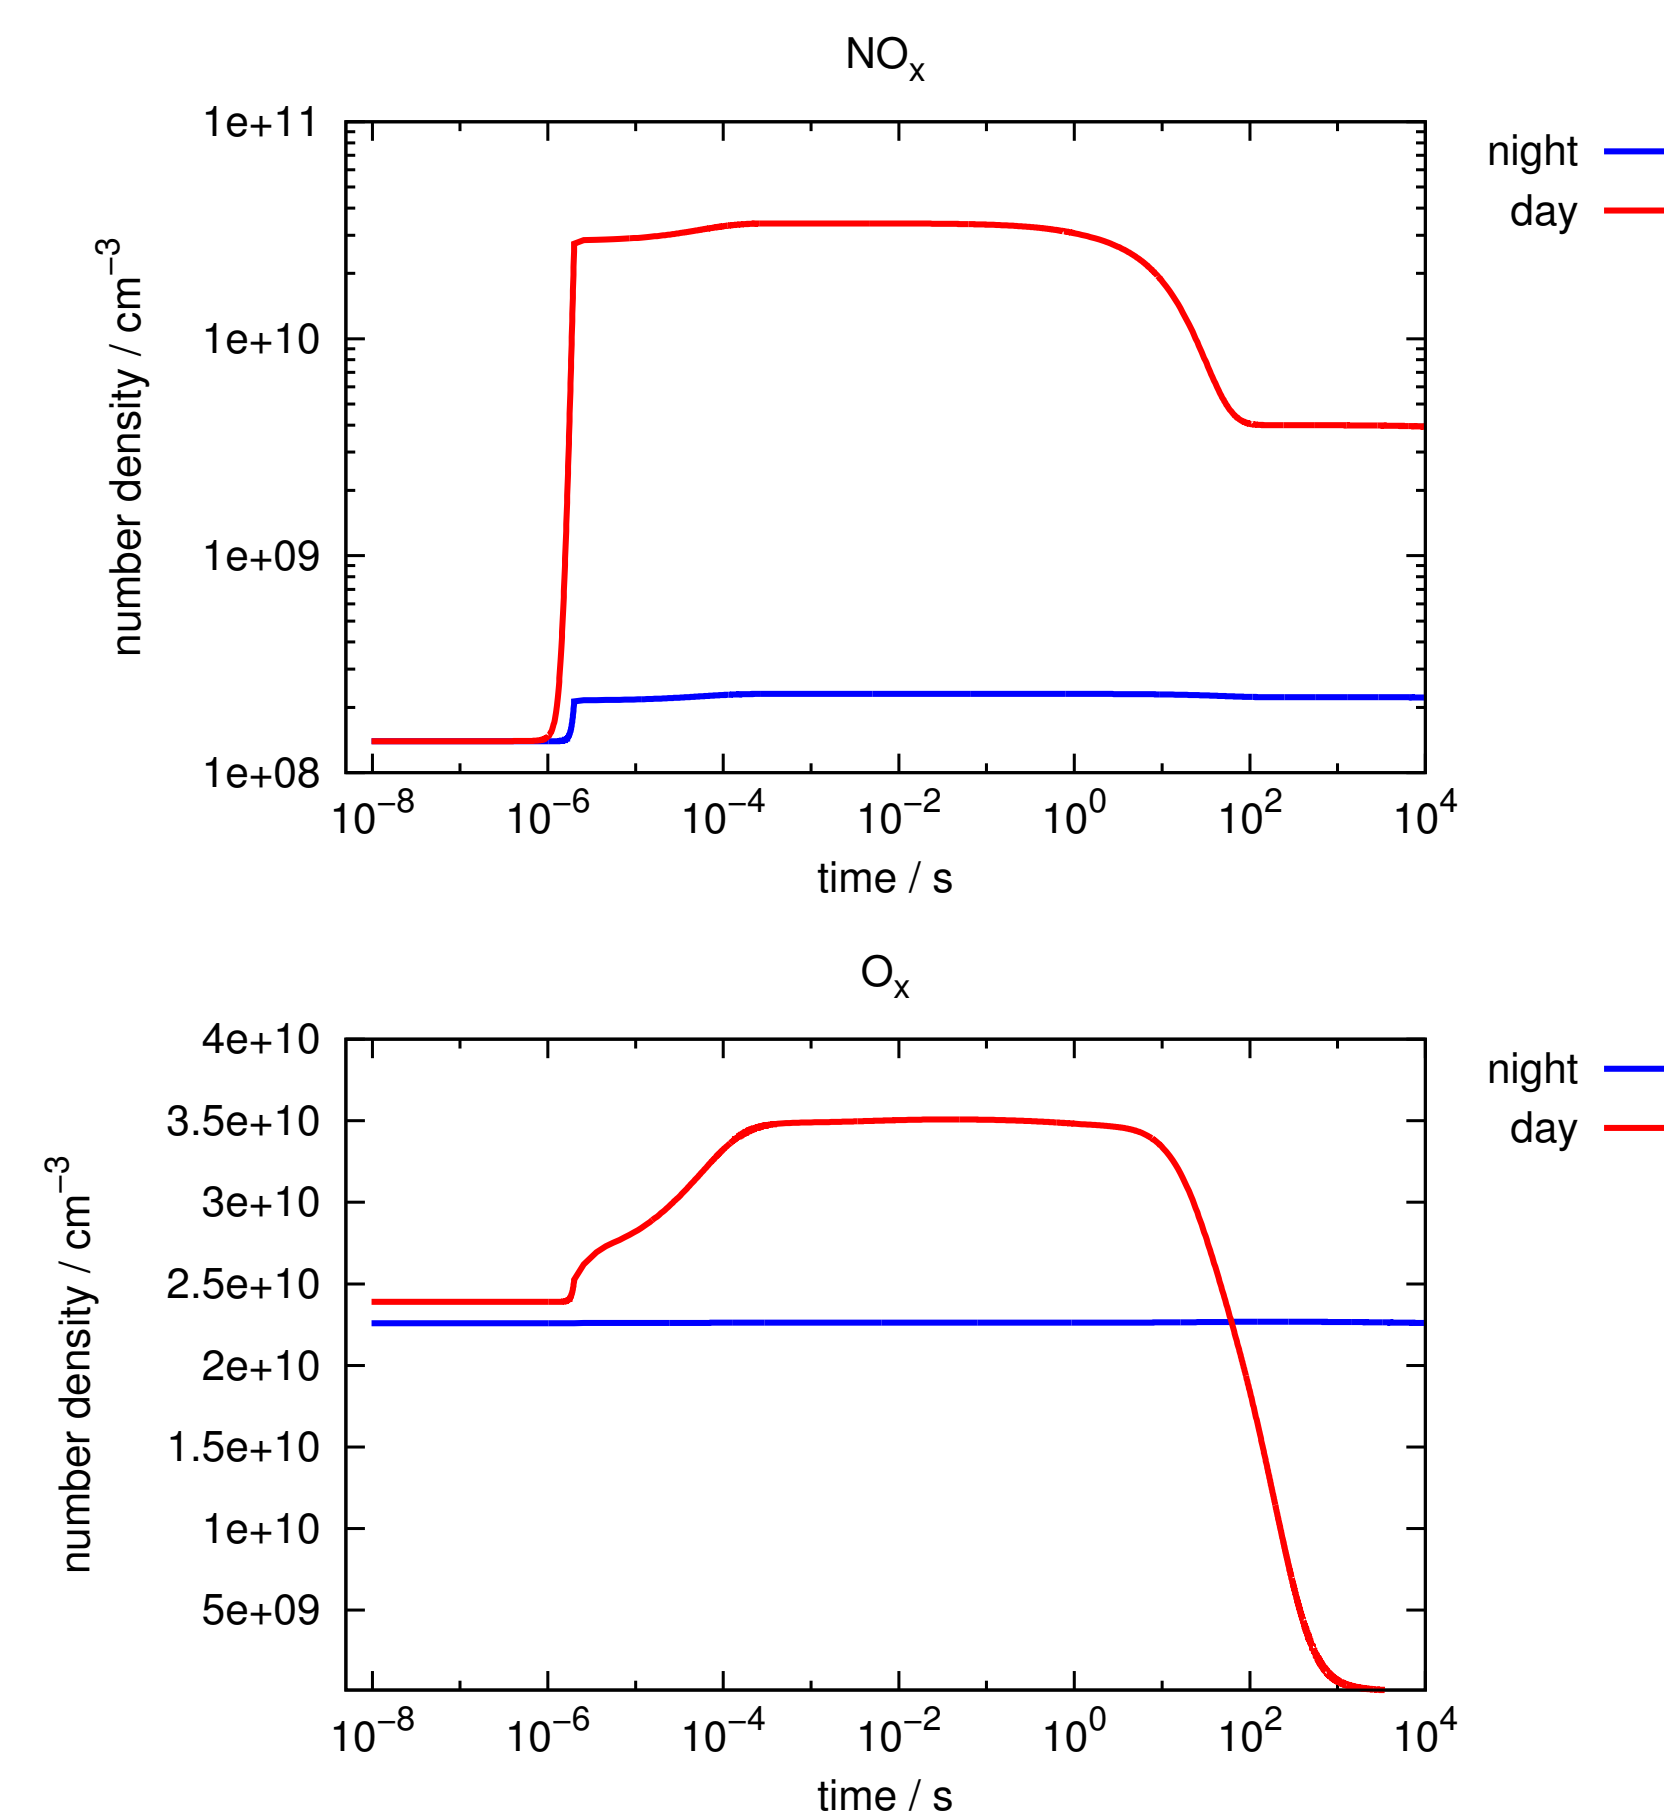 NOₓ
number density / cm⁻³
1e+11
1e+10
1e+09
1e+08
10⁻⁸ 10⁻⁶ 10⁻⁴ 10⁻² 10⁰ 10² 10⁴
time / s
night
day
Oₓ
number density / cm⁻³
4e+10
3.5e+10
3e+10
2.5e+10
2e+10
1.5e+10
1e+10
5e+09
10⁻⁸ 10⁻⁶ 10⁻⁴ 10⁻² 10⁰ 10² 10⁴
time / s
night
day